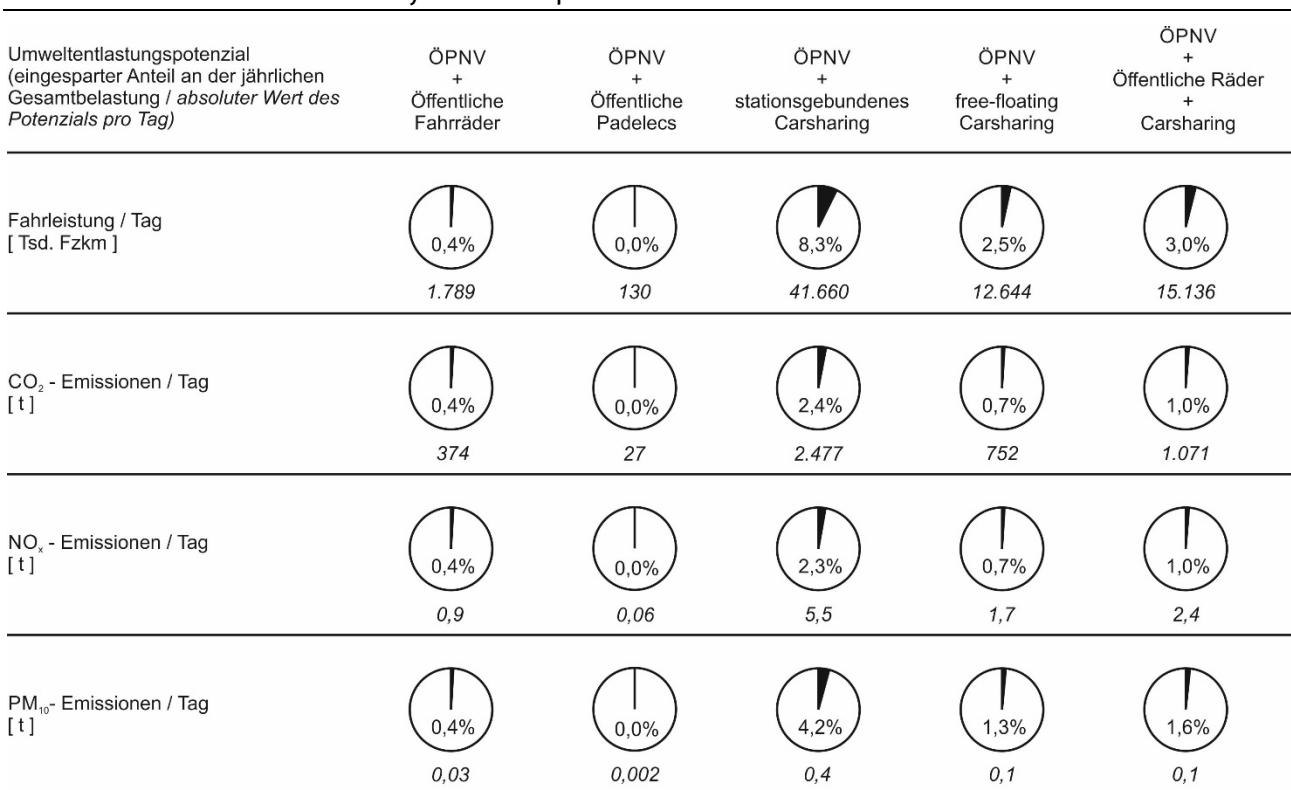 Umweltentlastungspotenzial
(eingesparter Anteil an der jährlichen
Gesamtbelastung / absoluter Wert des
Potenzials pro Tag)
ÖPNV
+
Öffentliche
Fahrräder
ÖPNV
+
Öffentliche
Padelecs
ÖPNV
+
stationsgebundenes
Carsharing
ÖPNV
+
free-floating
Carsharing
ÖPNV
+
Öffentliche Räder
+
Carsharing
Fahrleistung / Tag
[ Tsd. Fzkm ]
0,4% 0,0% 8,3% 2,5% 3,0%
1.789 130 41.660 12.644 15.136
CO₂ - Emissionen / Tag
[ t ]
0,4% 0,0% 2,4% 0,7% 1,0%
374 27 2.477 752 1.071
NOₓ - Emissionen / Tag
[ t ]
0,4% 0,0% 2,3% 0,7% 1,0%
0,9 0,06 5,5 1,7 2,4
PM₁₀- Emissionen / Tag
[ t ]
0,4% 0,0% 4,2% 1,3% 1,6%
0,03 0,002 0,4 0,1 0,1